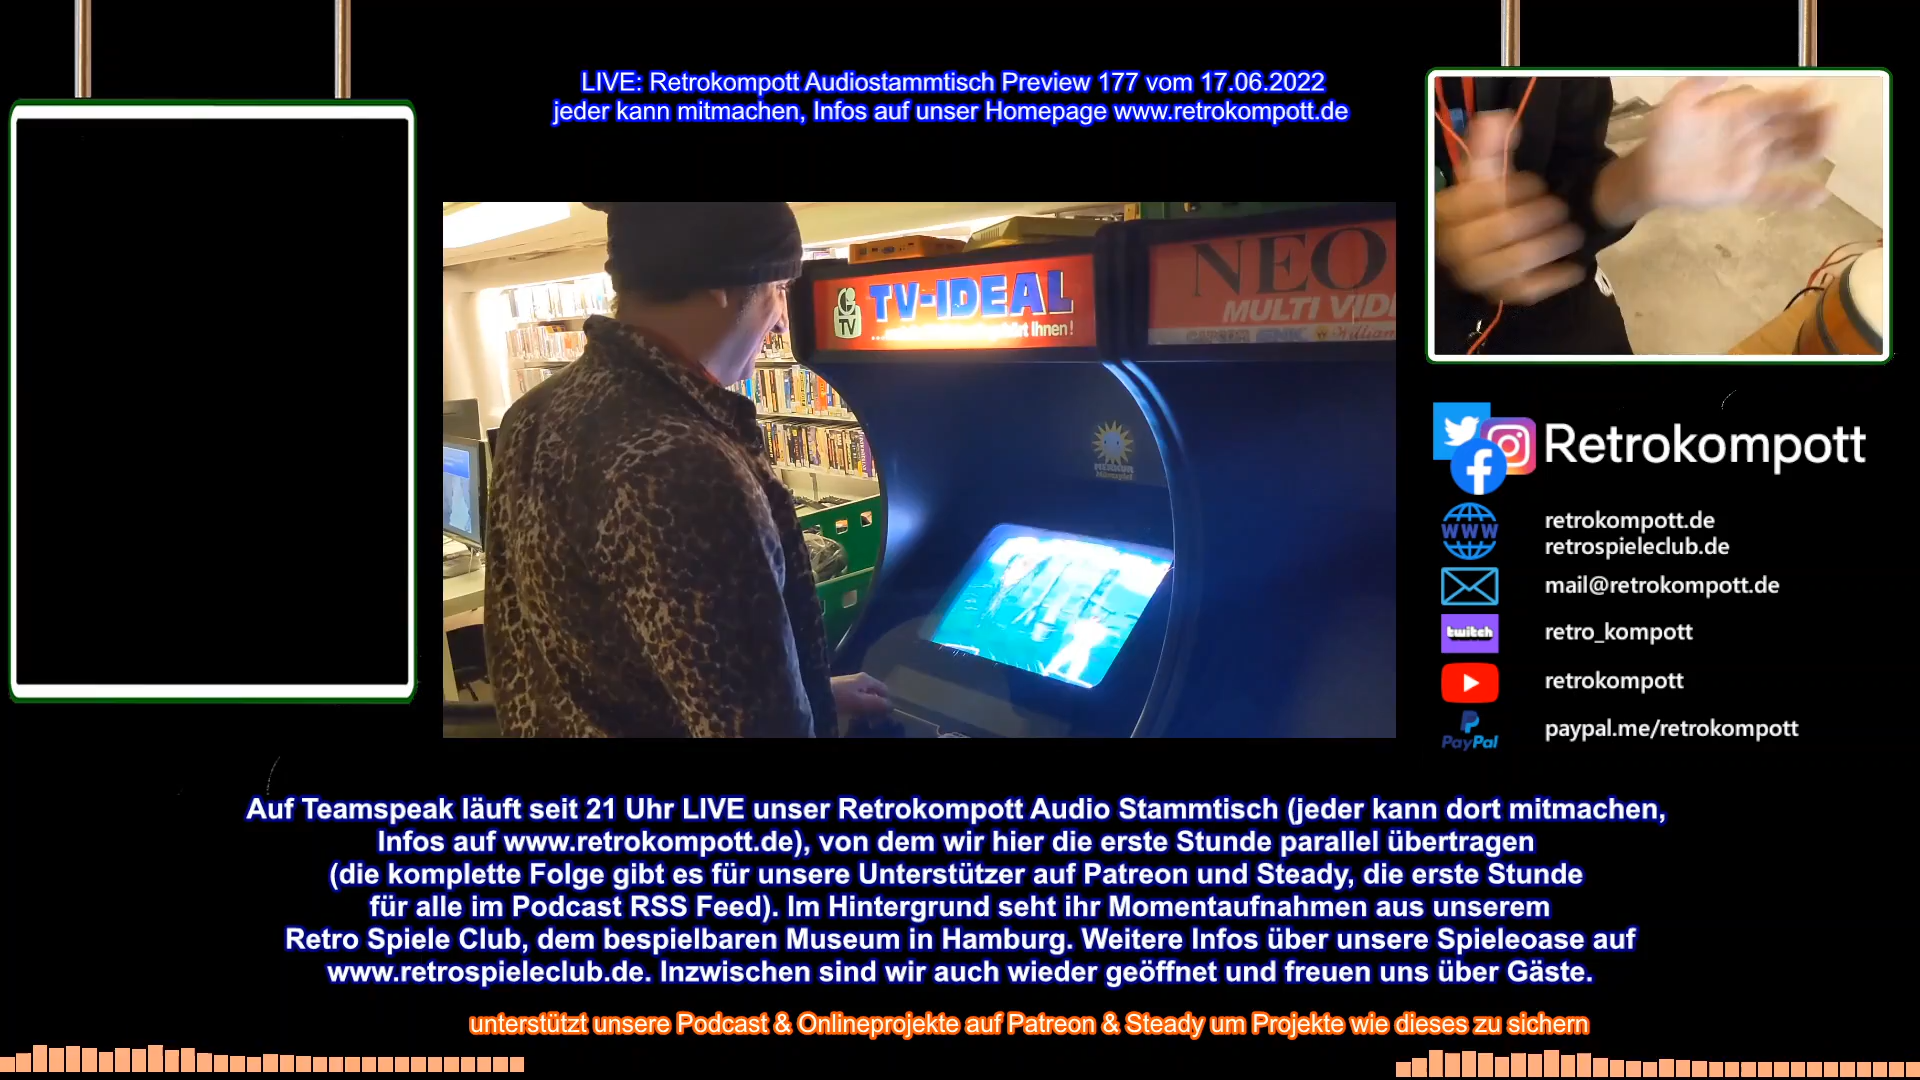 LIVE: Retrokompott Audiostammtisch Preview 177 vom 17.06.2022
jeder kann mitmachen, Infos auf unser Homepage www.retrokompott.de
TV-IDEAL
TV
Ihnen!
NEO
MULTI VID
Retrokompott
WWW
retrokompott.de
retrospieleclub.de
mail@retrokompott.de
twitch
retro_kompott
retrokompott
PayPal
paypal.me/retrokompott
Auf Teamspeak läuft seit 21 Uhr LIVE unser Retrokompott Audio Stammtisch (jeder kann dort mitmachen,
Infos auf www.retrokompott.de), von dem wir hier die erste Stunde parallel übertragen
(die komplette Folge gibt es für unsere Unterstützer auf Patreon und Steady, die erste Stunde
für alle im Podcast RSS Feed). Im Hintergrund seht ihr Momentaufnahmen aus unserem
Retro Spiele Club, dem bespielbaren Museum in Hamburg. Weitere Infos über unsere Spieleoase auf
www.retrospieleclub.de. Inzwischen sind wir auch wieder geöffnet und freuen uns über Gäste.
unterstützt unsere Podcast & Onlineprojekte auf Patreon & Steady um Projekte wie dieses zu sichern